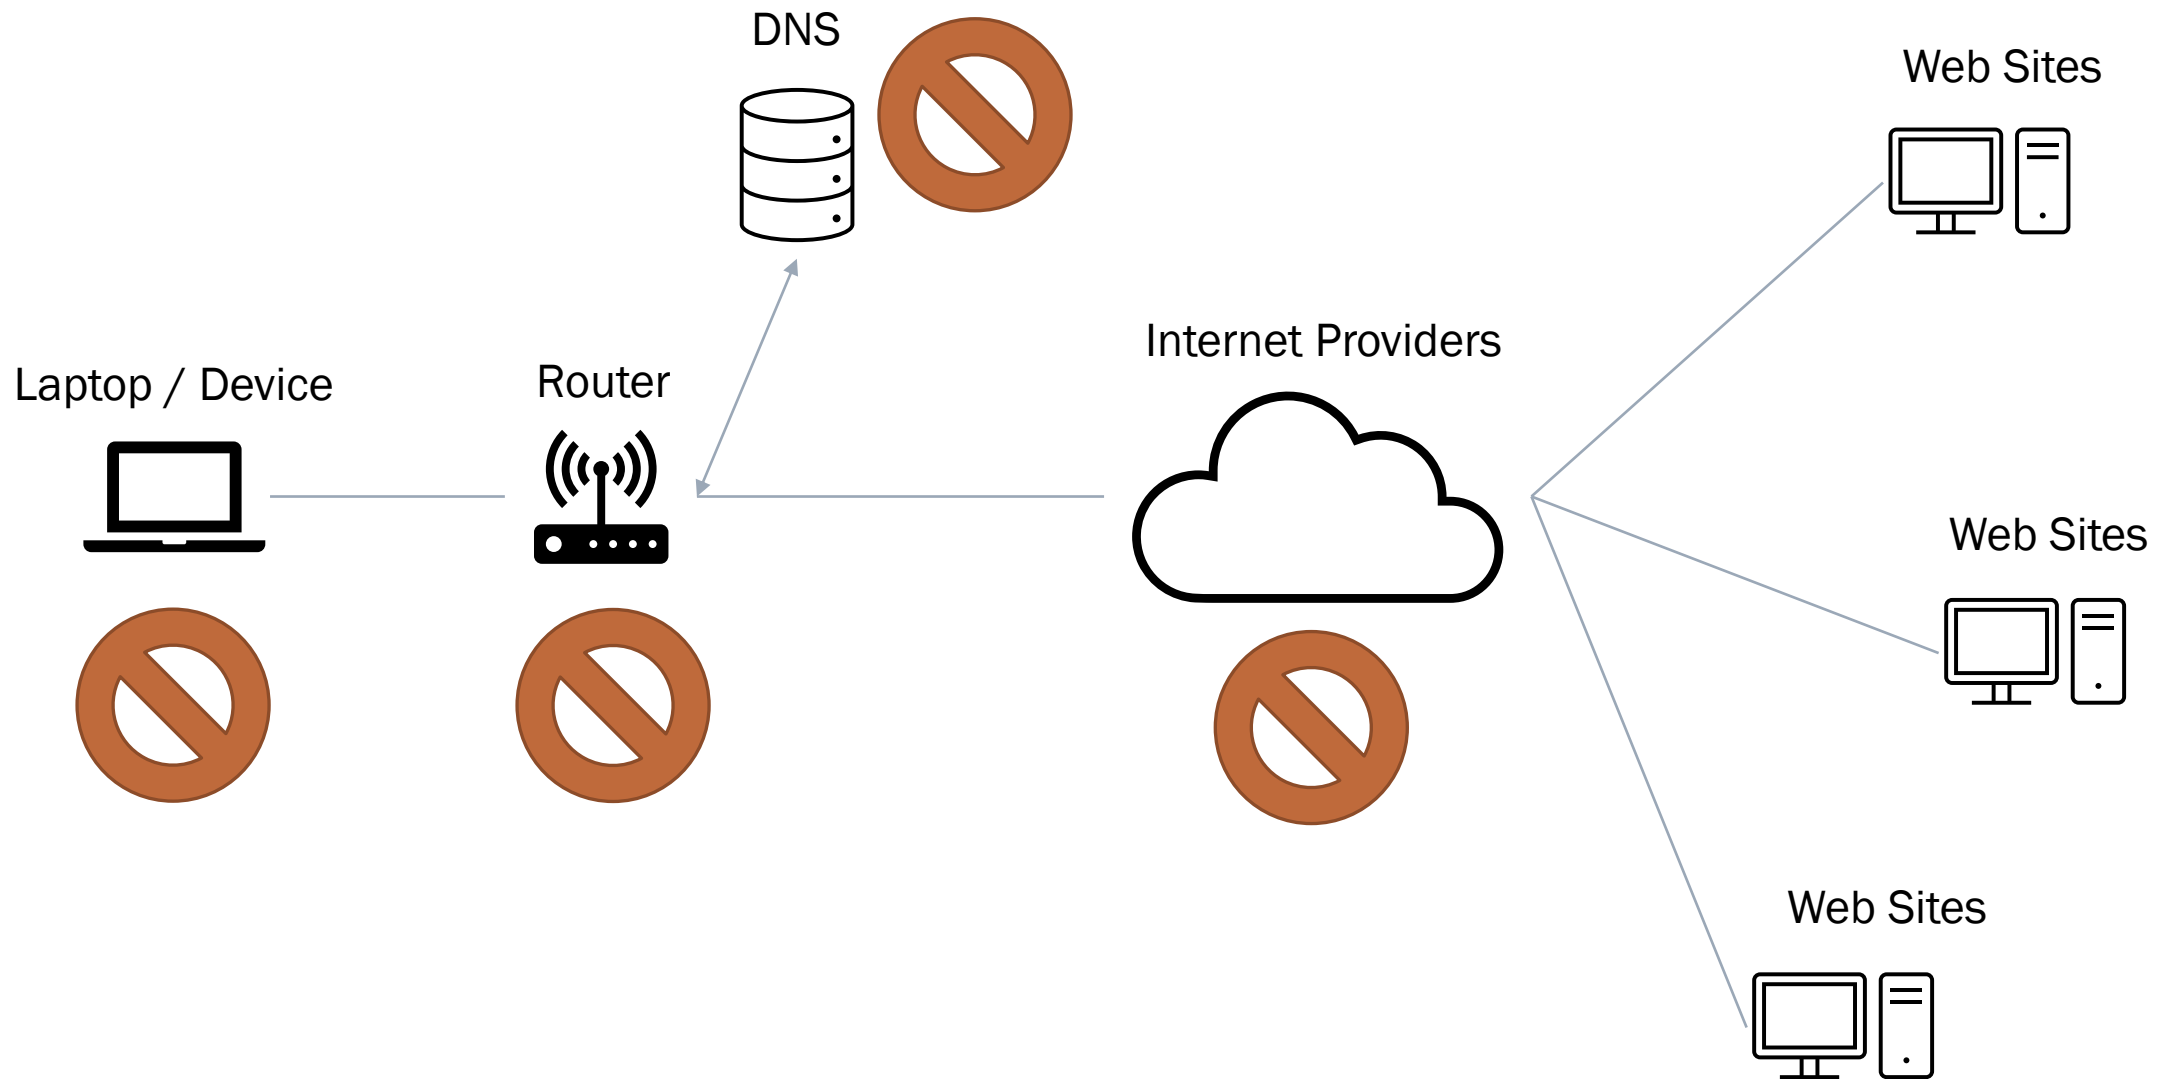 DNS
Web Sites
Internet Providers
Laptop / Device
Router
Web Sites
Web Sites